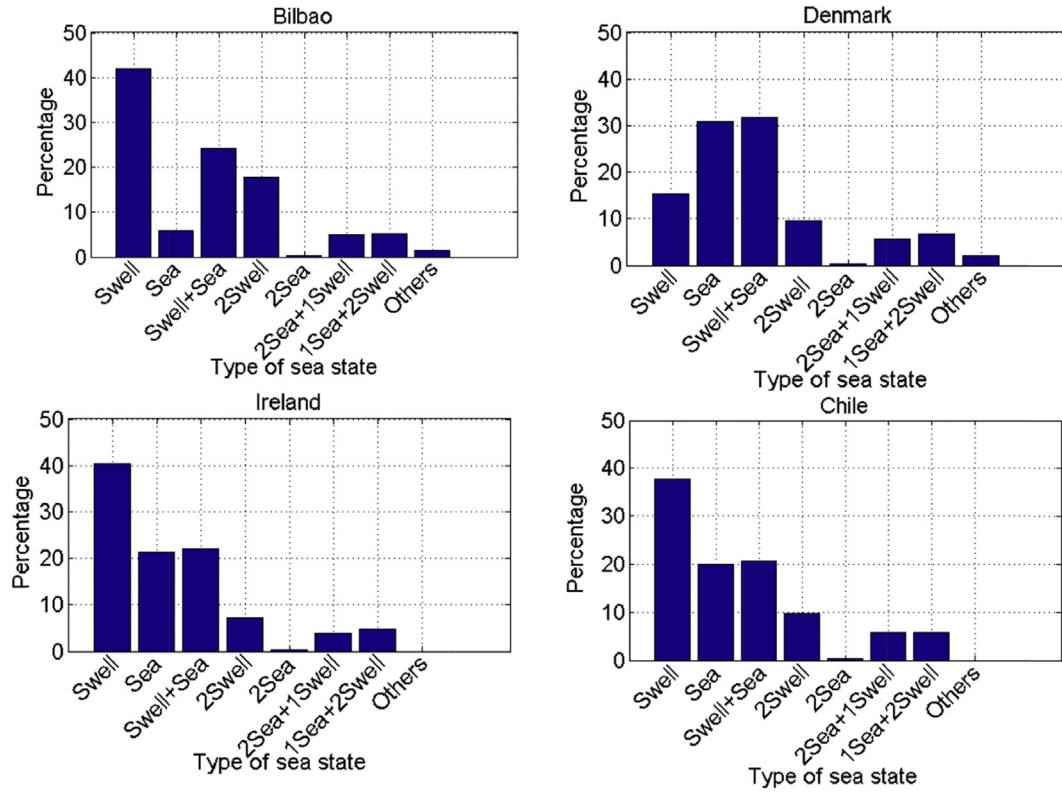 Bilbao
50
40
30
20
10
0
Percentage
Swell
Sea
Swell+Sea
2Swell
2Sea
2Sea+1Swell
1Sea+2Swell
Others
Type of sea state
Denmark
50
40
30
20
10
0
Percentage
Swell
Sea
Swell+Sea
2Swell
2Sea
2Sea+1Swell
1Sea+2Swell
Others
Type of sea state
Ireland
50
40
30
20
10
0
Percentage
Swell
Sea
Swell+Sea
2Swell
2Sea
2Sea+1Swell
1Sea+2Swell
Others
Type of sea state
Chile
50
40
30
20
10
0
Percentage
Swell
Sea
Swell+Sea
2Swell
2Sea
2Sea+1Swell
1Sea+2Swell
Others
Type of sea state